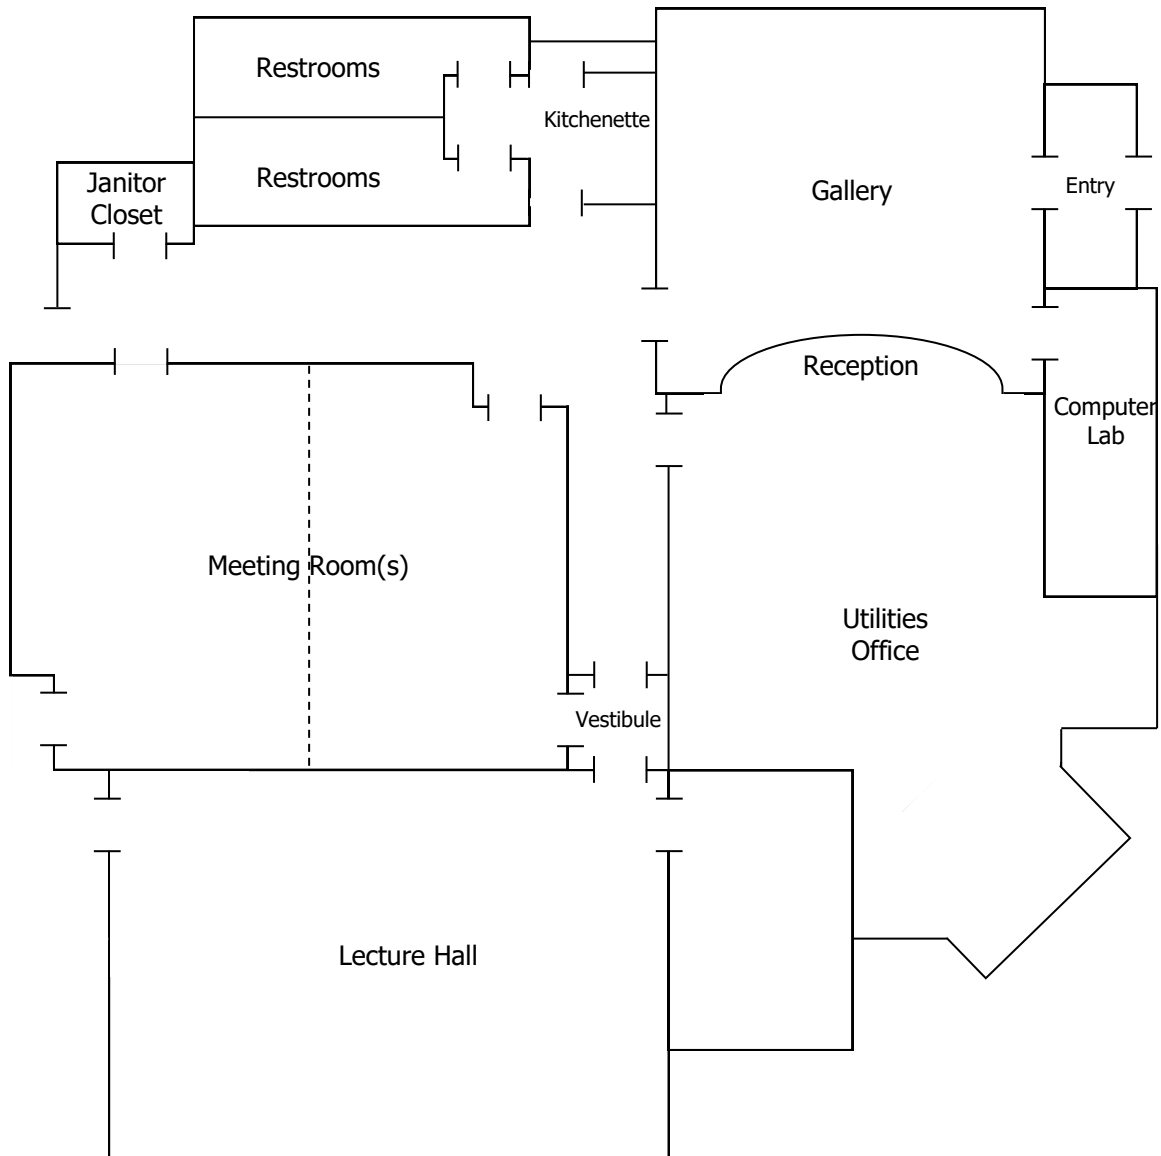 Restrooms
Kitchenette
Restrooms
Janitor
Closet
Gallery
Entry
Reception
Computer
Lab
Meeting Room(s)
Utilities
Office
Vestibule
Lecture Hall